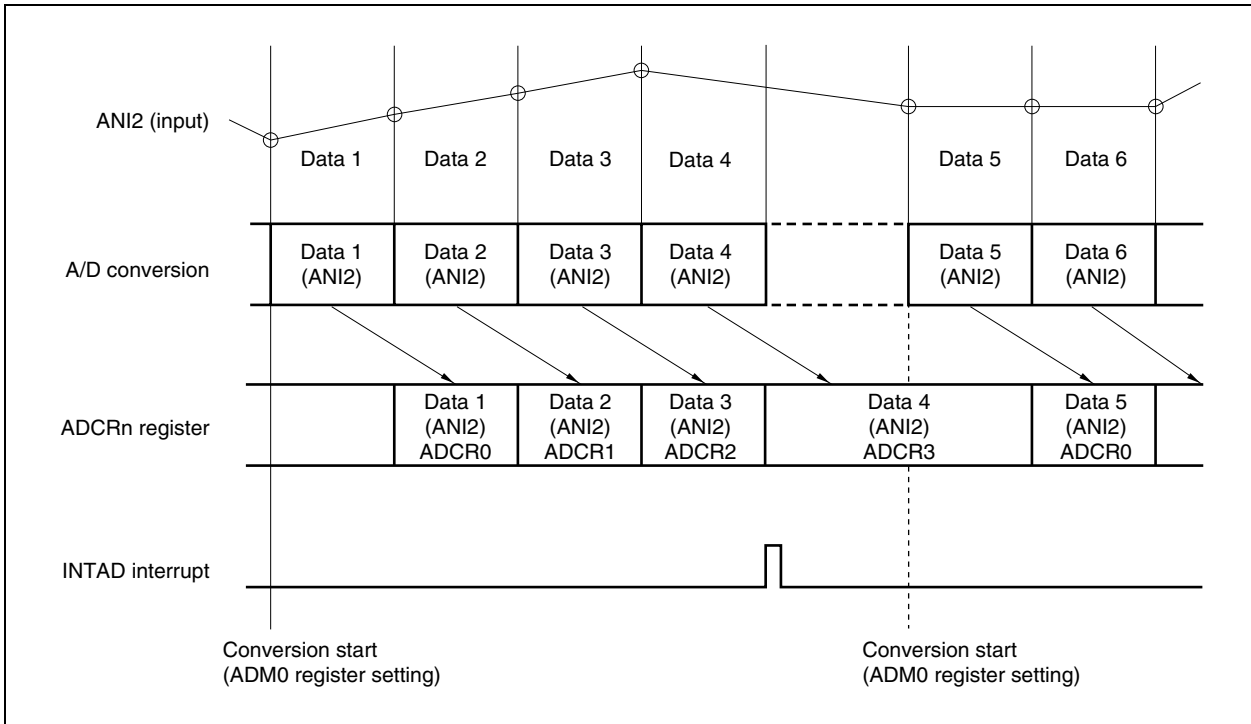 ANI2 (input)
Data 1
Data 2
Data 3
Data 4
Data 5
Data 6
A/D conversion
Data 1
(ANI2)
Data 2
(ANI2)
Data 3
(ANI2)
Data 4
(ANI2)
Data 5
(ANI2)
Data 6
(ANI2)
ADCRn register
Data 1
(ANI2)
ADCR0
Data 2
(ANI2)
ADCR1
Data 3
(ANI2)
ADCR2
Data 4
(ANI2)
ADCR3
Data 5
(ANI2)
ADCR0
INTAD interrupt
Conversion start
(ADM0 register setting)
Conversion start
(ADM0 register setting)